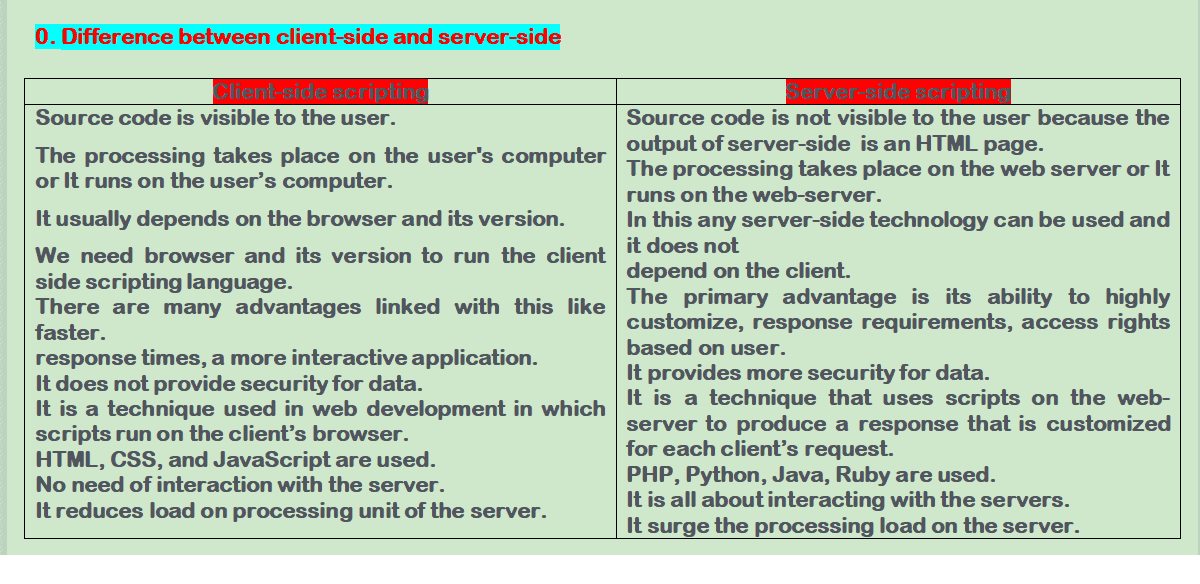 0. Difference between client-side and server-side
Client-side scripting
Source code is visible to the user.
The processing takes place on the user's computer
or It runs on the user’s computer.
It usually depends on the browser and its version.
We need browser and its version to run the client
side scripting language.
There are many advantages linked with this like
faster.
response times, a more interactive application.
It does not provide security for data.
It is a technique used in web development in which
scripts run on the client’s browser.
HTML, CSS, and JavaScript are used.
No need of interaction with the server.
It reduces load on processing unit of the server.
Server-side scripting
Source code is not visible to the user because the
output of server-side is an HTML page.
The processing takes place on the web server or It
runs on the web-server.
In this any server-side technology can be used and
it does not
depend on the client.
The primary advantage is its ability to highly
customize, response requirements, access rights
based on user.
It provides more security for data.
It is a technique that uses scripts on the web-
server to produce a response that is customized
for each client’s request.
PHP, Python, Java, Ruby are used.
It is all about interacting with the servers.
It surge the processing load on the server.